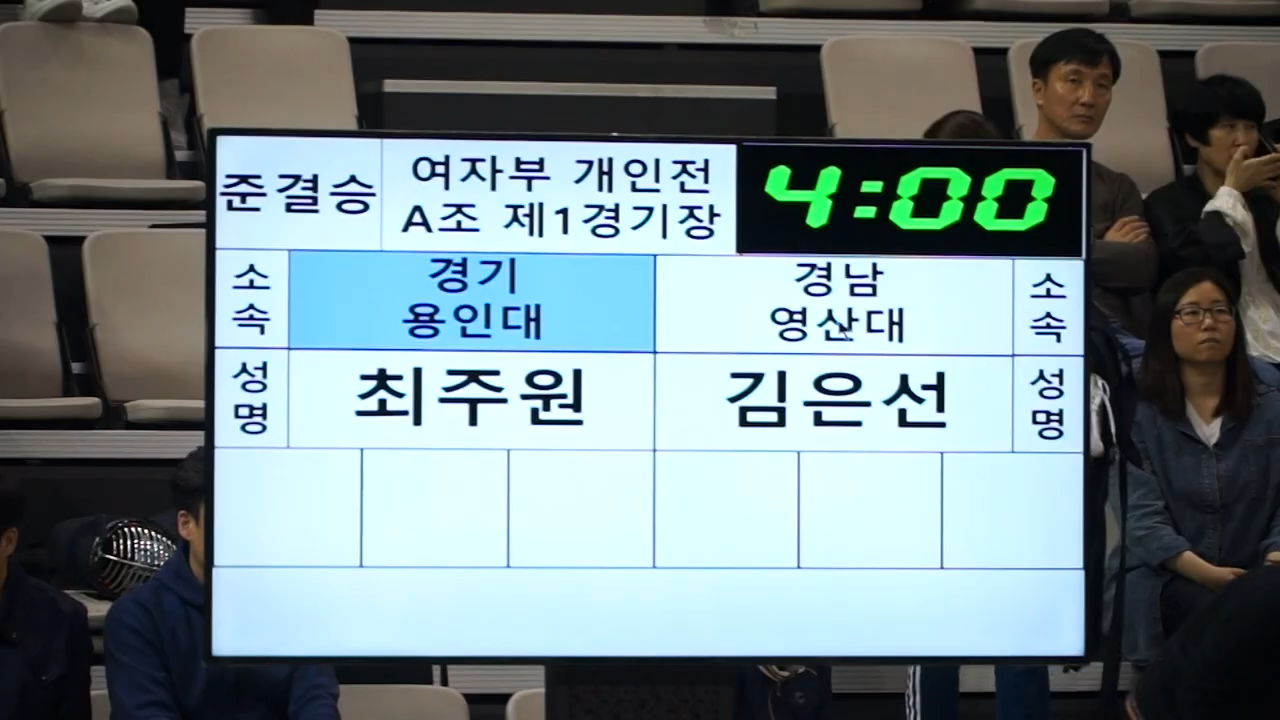 준결승
여자부 개인전
A조 제1경기장
4:00
소속
경기
용인대
경남
영산대
소속
성명
최주원
김은선
성명